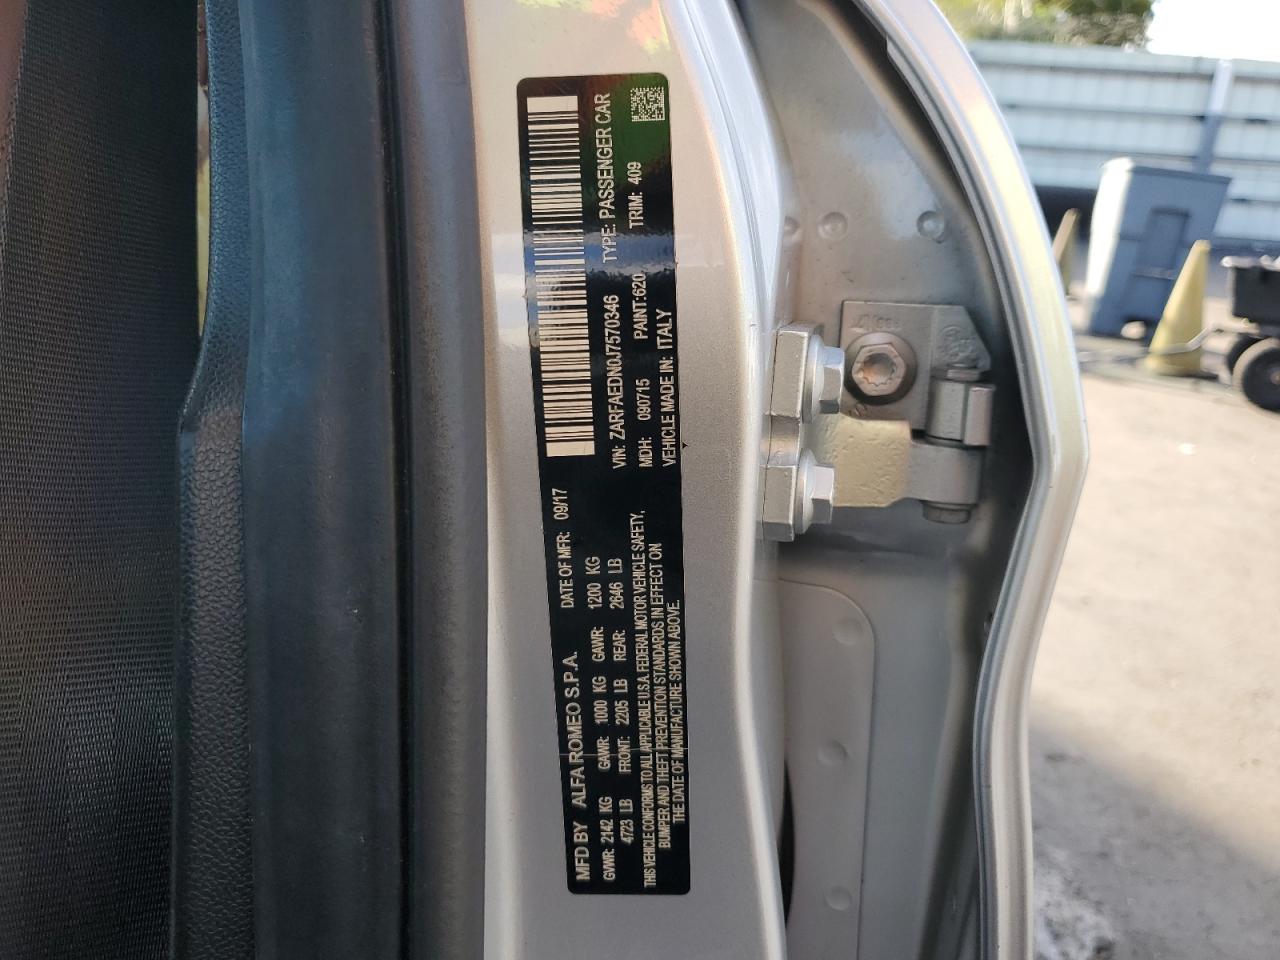 MFD BY ALFA ROMEO S.P.A. DATE OF MFR: 09/17
GVWR: 2142 KG GAWR: 1000 KG GAWR: 1200 KG
4723 LB FRONT: 2205 LB REAR: 2646 LB
THIS VEHICLE CONFORMS TO ALL APPLICABLE U.S.A. FEDERAL MOTOR VEHICLE SAFETY,
BUMPER AND THEFT PREVENTION STANDARDS IN EFFECT ON
THE DATE OF MANUFACTURE SHOWN ABOVE.
VIN: ZARFAEDN0J7570346 TYPE: PASSENGER CAR
MDH: 090715 PAINT:620 TRIM: 409
VEHICLE MADE IN: ITALY